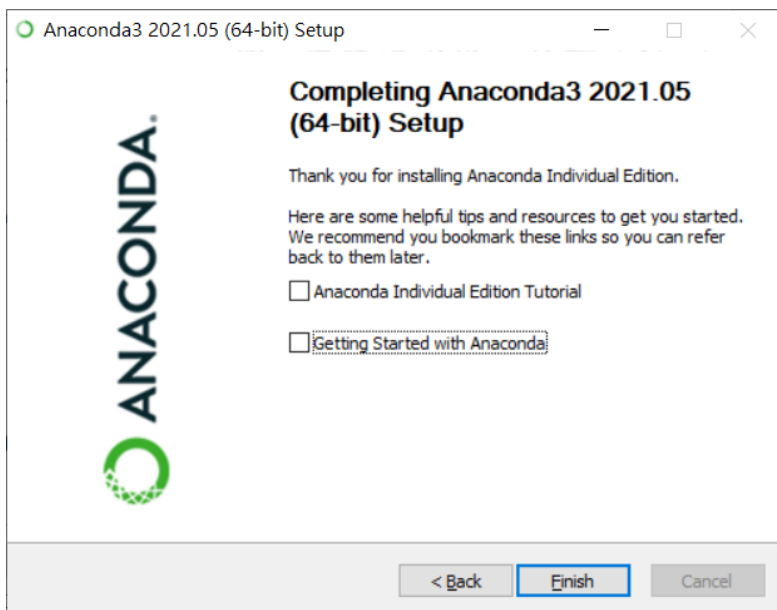 Anaconda3 2021.05 (64-bit) Setup
Completing Anaconda3 2021.05
(64-bit) Setup
Thank you for installing Anaconda Individual Edition.
Here are some helpful tips and resources to get you started.
We recommend you bookmark these links so you can refer
back to them later.
Anaconda Individual Edition Tutorial
Getting Started with Anaconda
ANACONDA.
< Back
Finish
Cancel